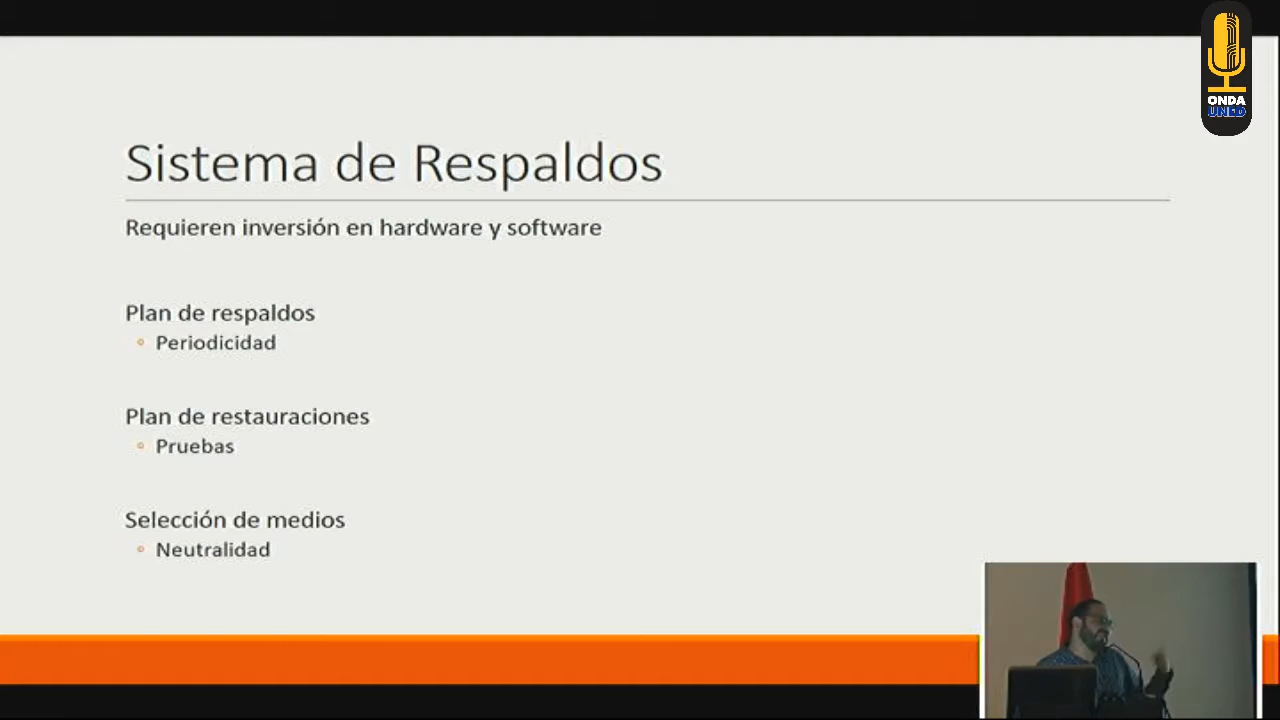 ONDA
UNED
Sistema de Respaldos
Requieren inversión en hardware y software
Plan de respaldos
Periodicidad
Plan de restauraciones
Pruebas
Selección de medios
Neutralidad